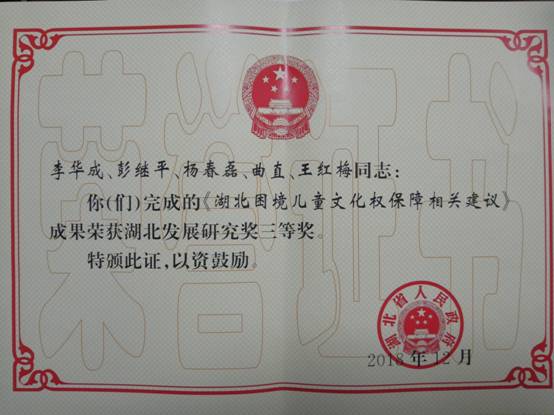 荣誉证书
李华成、彭继平、杨春磊、曲直、王红梅同志：
你(们)完成的《湖北困境儿童文化权保障相关建议》
成果荣获湖北发展研究奖三等奖。
特颁此证，以资鼓励。
湖北省人民政府
2018年12月